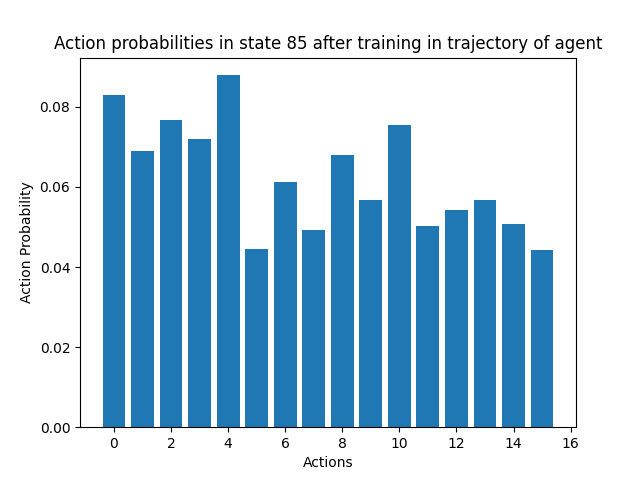 Action probabilities in state 85 after training in trajectory of agent
0.08
0.06
0.04
0.02
0.00
Action Probability
0 2 4 6 8 10 12 14 16
Actions